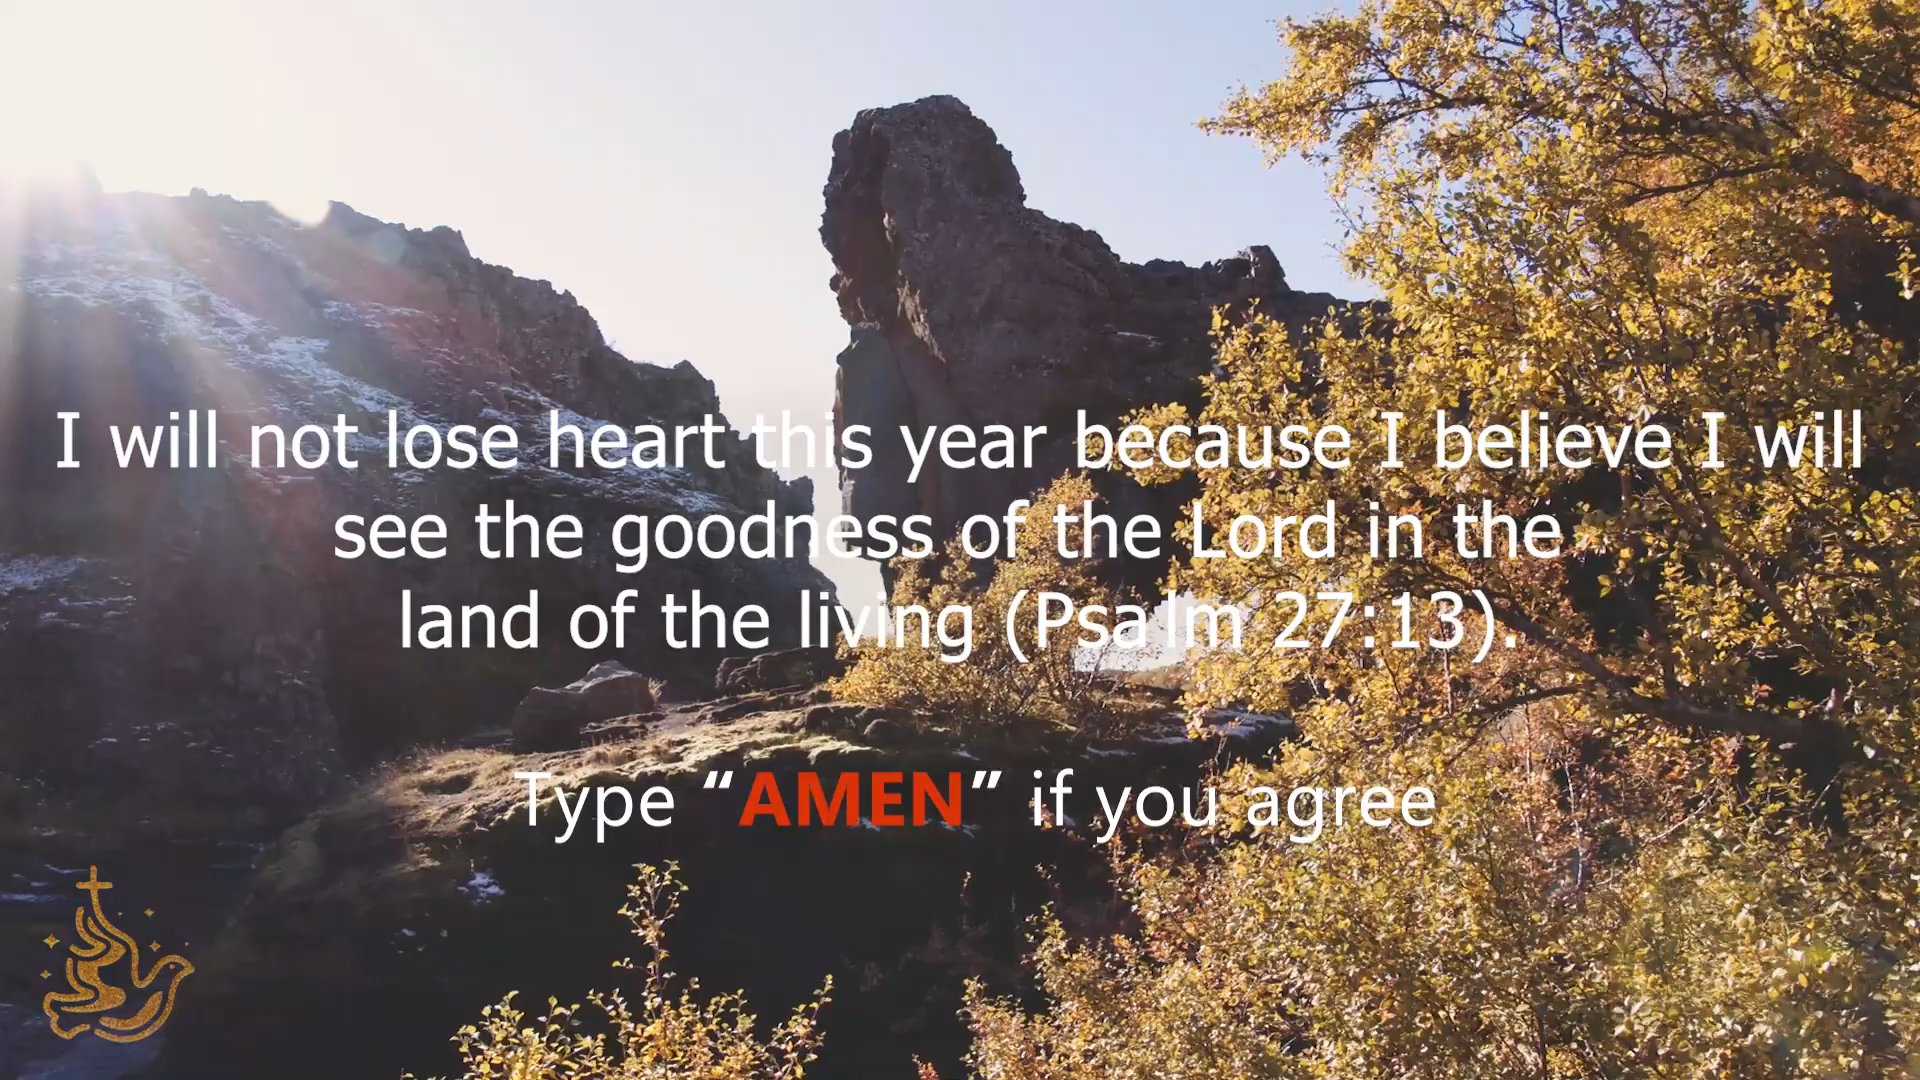 I will not lose heart this year because I believe I will
see the goodness of the Lord in the
land of the living (Psalm 27:13).
Type “AMEN” if you agree